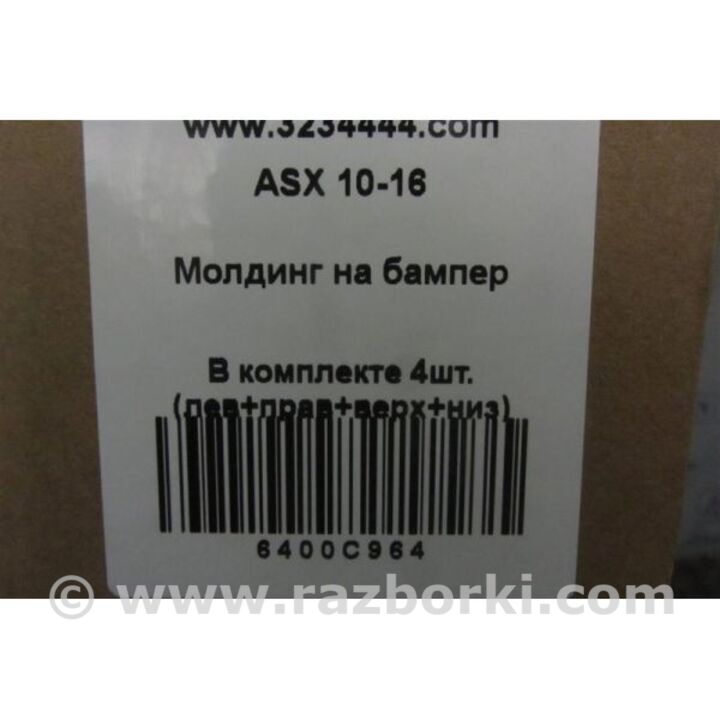 www.3234444.com
ASX 10-16
Молдинг на бампер
В комплекте 4шт.
(лев+прав+верх+низ)
6400C964
© www.razborki.com